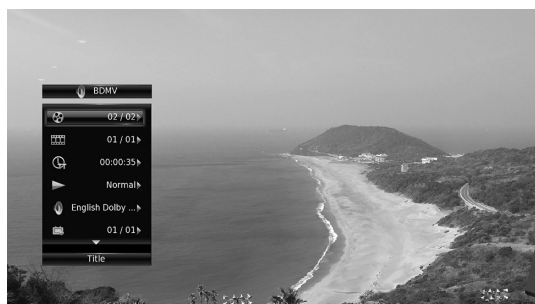 BDMV
02 / 02
01 / 01
00:00:35
Normal
English Dolby ...
01 / 01
Title